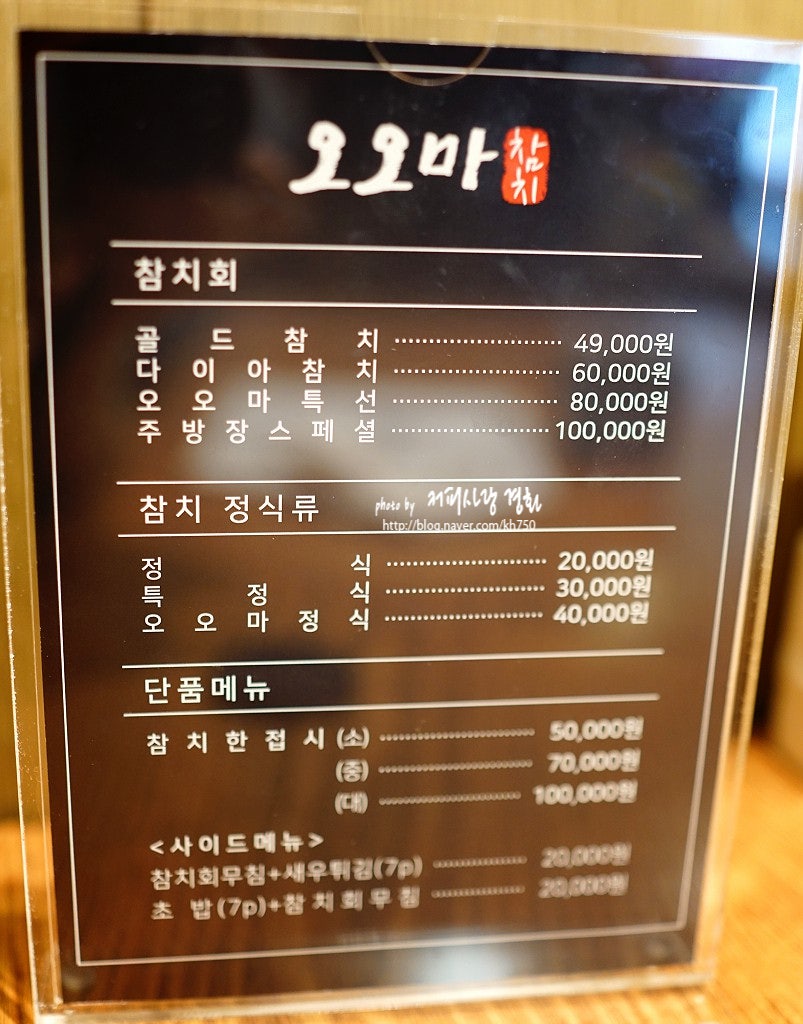 오오마 참치
참치회
골드참치 49,000원
다이아참치 60,000원
오오마특선 80,000원
주방장스페셜 100,000원
참치 정식류
photo by 커피사랑 경화
http://blog.naver.com/kh750
정식 20,000원
특정식 30,000원
오오마정식 40,000원
단품메뉴
참치한접시 (소) 50,000원
(중) 70,000원
(대) 100,000원
<사이드메뉴>
참치회무침+새우튀김(7p) 20,000원
초밥(7p)+참치회무침 20,000원